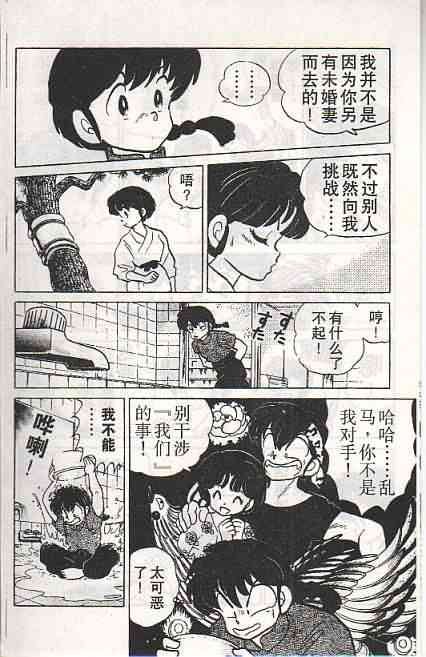 我并不是
因为你另
有未婚妻
而去的！
……
……
不过别人
既然向我
挑战……
唔？
哼！
有什么了
不起！
すた
すた
哈哈……乱
马，你不是
我对手！
别干涉
『我们』
的事！
太可恶
了！
我不能
……
哗喇！